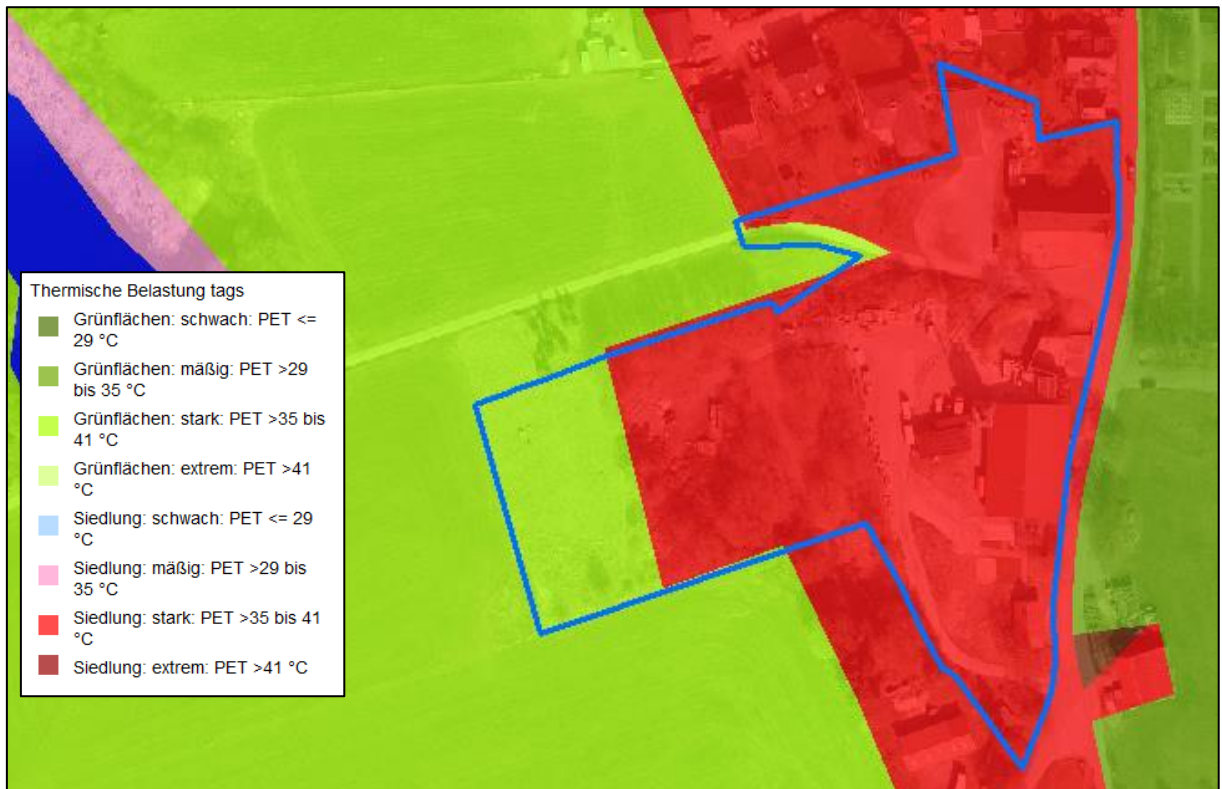 Thermische Belastung tags
Grünflächen: schwach: PET <=
29 °C
Grünflächen: mäßig: PET >29
bis 35 °C
Grünflächen: stark: PET >35 bis
41 °C
Grünflächen: extrem: PET >41
°C
Siedlung: schwach: PET <= 29
°C
Siedlung: mäßig: PET >29 bis
35 °C
Siedlung: stark: PET >35 bis 41
°C
Siedlung: extrem: PET >41 °C